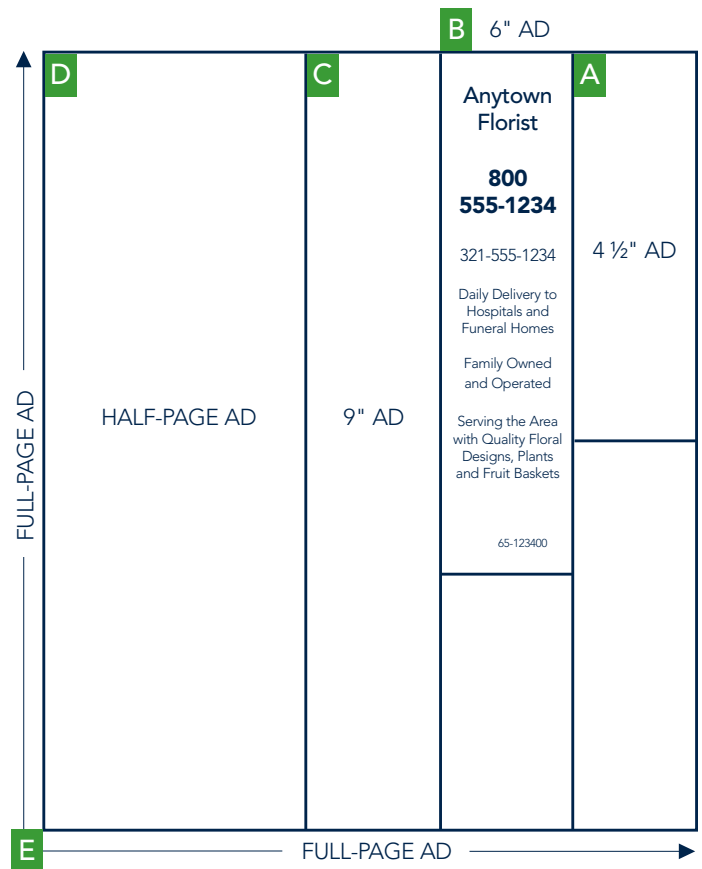 B 6" AD
D
C
A
Anytown
Florist
800
555-1234
321-555-1234
Daily Delivery to
Hospitals and
Funeral Homes
Family Owned
and Operated
Serving the Area
with Quality Floral
Designs, Plants
and Fruit Baskets
65-123400
4 ½" AD
9" AD
HALF-PAGE AD
FULL-PAGE AD
E
FULL-PAGE AD